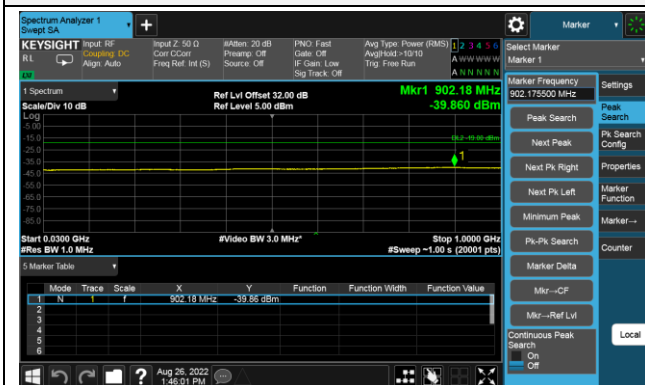 Spectrum Analyzer 1
Swept SA
+
Marker
KEYSIGHT Input: RF Input Z: 50 Ω #Atten: 20 dB PNO: Fast Avg Type: Power (RMS) 1 2 3 4 5 6
RL Coupling: DC Corr CCorr Preamp: Off Gate: Off Avg|Hold:>10/10 A WWWWW
Align: Auto Freq Ref: Int (S) Source: Off IF Gain: Low Trig: Free Run
Sig Track: Off A N N N N N
Select Marker
Marker 1
1 Spectrum
Ref Lvl Offset 32.00 dB Mkr1 902.18 MHz
Scale/Div 10 dB Ref Level 5.00 dBm -39.860 dBm
Log
-5.00
-15.0
DL2 -19.00 dBm
-25.0
-35.0
1
-45.0
-55.0
-65.0
-75.0
-85.0
Start 0.0300 GHz #Video BW 3.0 MHz* Stop 1.0000 GHz
#Res BW 1.0 MHz #Sweep ~1.00 s (20001 pts)
5 Marker Table
Mode Trace Scale X Y Function Function Width Function Value
1 N 1 f 902.18 MHz -39.86 dBm
2
3
4
5
6
Marker Frequency
902.175500 MHz
Peak Search
Next Peak
Next Pk Right
Next Pk Left
Minimum Peak
Pk-Pk Search
Marker Delta
Mkr→CF
Mkr→Ref Lvl
Continuous Peak
Search
On
Off
Settings
Peak
Search
Pk Search
Config
Properties
Marker
Function
Marker→
Counter
Local
?
Aug 26, 2022
1:46:01 PM